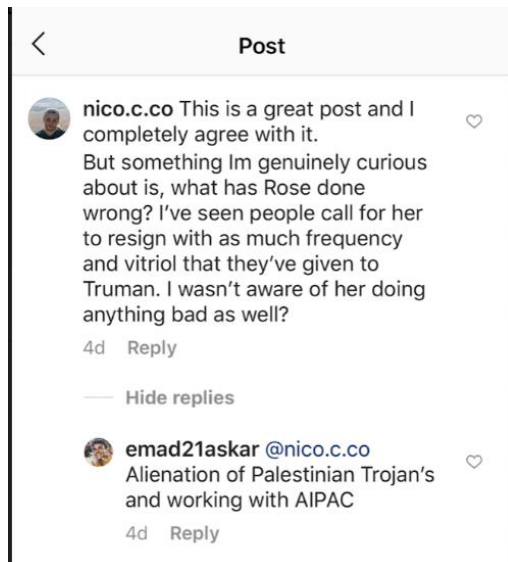 Post
nico.c.co This is a great post and I
completely agree with it.
But something Im genuinely curious
about is, what has Rose done
wrong? I've seen people call for her
to resign with as much frequency
and vitriol that they've given to
Truman. I wasn't aware of her doing
anything bad as well?
4d Reply
Hide replies
emad21askar @nico.c.co
Alienation of Palestinian Trojan's
and working with AIPAC
4d Reply